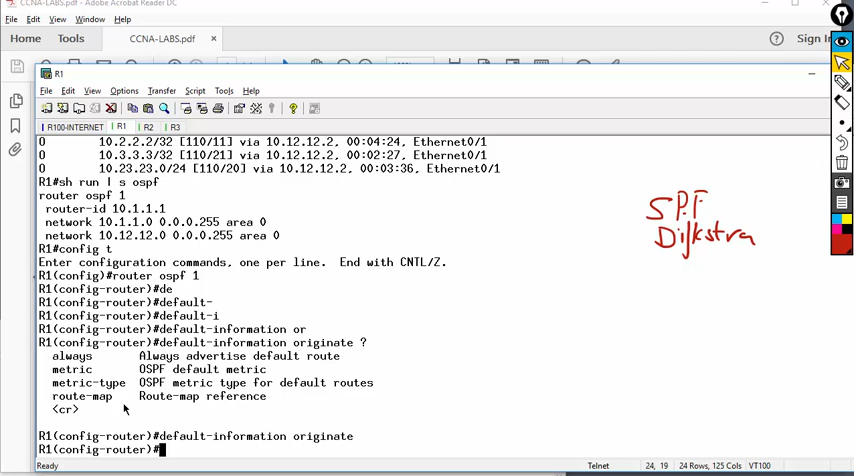 CCNA-LABS.pdf - Adobe Acrobat Reader DC
File Edit View Window Help
Home Tools CCNA-LABS.pdf × ? Sign In
R1
File Edit View Options Transfer Script Tools Help
R100-INTERNET R1 R2 R3
O 10.2.2.2/32 [110/11] via 10.12.12.2, 00:04:24, Ethernet0/1
O 10.3.3.3/32 [110/21] via 10.12.12.2, 00:02:27, Ethernet0/1
O 10.23.23.0/24 [110/20] via 10.12.12.2, 00:03:36, Ethernet0/1
R1#sh run | s ospf
router ospf 1
router-id 10.1.1.1
network 10.1.1.0 0.0.0.255 area 0
network 10.12.12.0 0.0.0.255 area 0
R1#config t
Enter configuration commands, one per line. End with CNTL/Z.
R1(config)#router ospf 1
R1(config-router)#de
R1(config-router)#default-
R1(config-router)#default-i
R1(config-router)#default-information or
R1(config-router)#default-information originate ?
always Always advertise default route
metric OSPF default metric
metric-type OSPF metric type for default routes
route-map Route-map reference
<cr>
R1(config-router)#default-information originate
R1(config-router)#
SPF
Dijkstra
Ready Telnet 24, 19 24 Rows, 125 Cols VT100